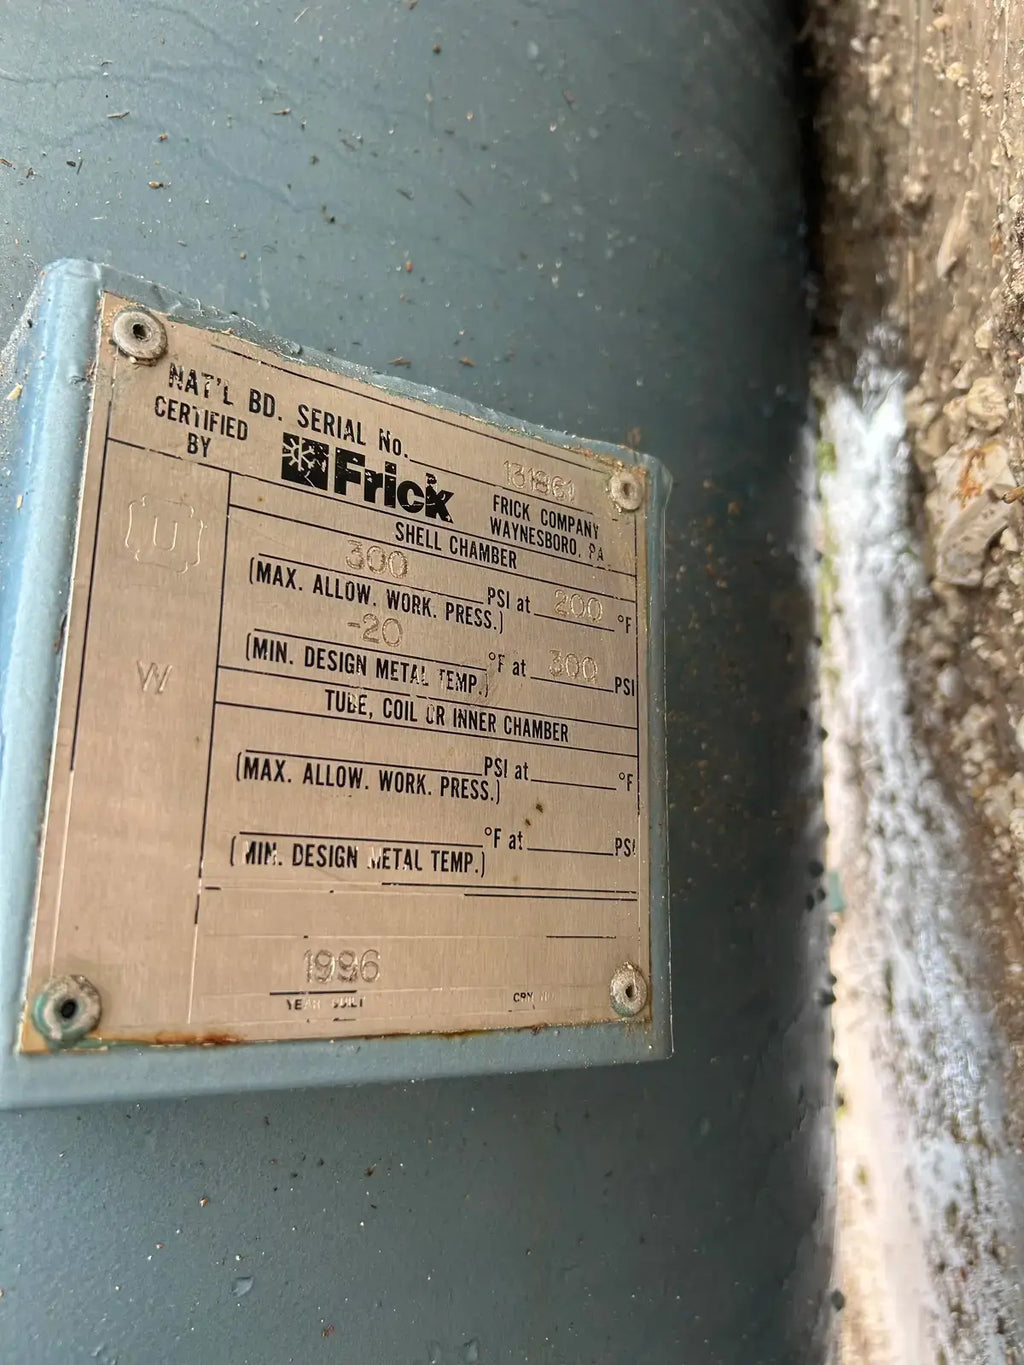 NAT'L BD. SERIAL No. 131861
CERTIFIED
BY
Frick
FRICK COMPANY
WAYNESBORO, PA
U
W
SHELL CHAMBER
300 PSI at 200 °F
(MAX. ALLOW. WORK. PRESS.)
-20 °F at 300 PSI
(MIN. DESIGN METAL TEMP.)
TUBE, COIL OR INNER CHAMBER
PSI at °F
(MAX. ALLOW. WORK. PRESS.)
°F at PSI
(MIN. DESIGN METAL TEMP.)
1996
YEAR BUILT